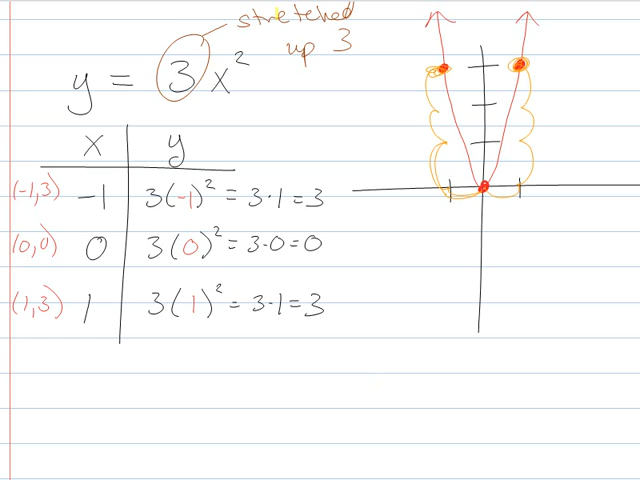 stretched
up 3
y = 3x²
x y
(-1,3) -1 3(-1)² = 3·1 = 3
(0,0) 0 3(0)² = 3·0 = 0
(1,3) 1 3(1)² = 3·1 = 3